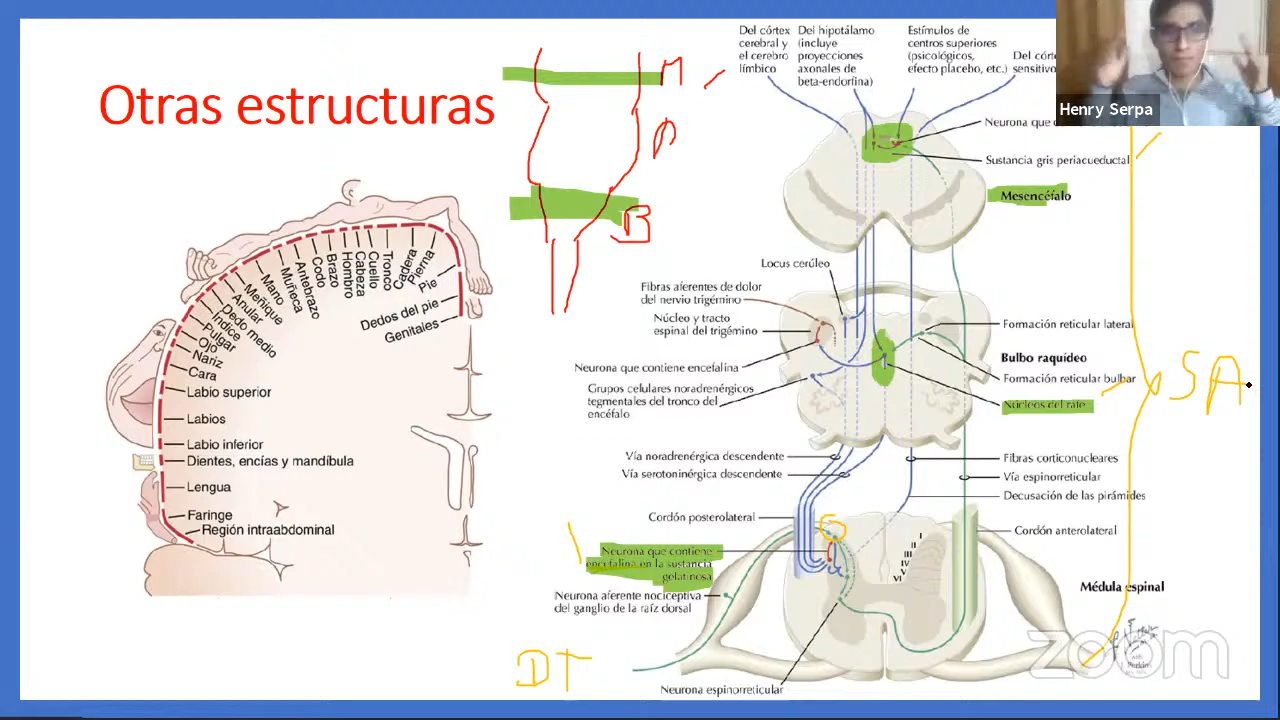 Otras estructuras
M
P
B
Henry Serpa
Del córtex
cerebral y
el cerebro
límbico
Del hipotálamo
(incluye
proyecciones
axonales de
beta-endorfina)
Estímulos de
centros superiores
(psicológicos,
efecto placebo, etc.)
sensitivo
Neurona que
Sustancia gris periacueductal
Mesencéfalo
Locus cerúleo
Fibras aferentes de dolor
del nervio trigémino
Núcleo y tracto
espinal del trigémino
Neurona que contiene encefalina
Grupos celulares noradrenérgicos
tegmentales del tronco del
encéfalo
Formación reticular lateral
Bulbo raquídeo
Formación reticular bulbar
Núcleos del rafe
SA
Vía noradrenérgica descendente
Vía serotoninérgica descendente
Fibras corticonucleares
Vía espinorreticular
Decusación de las pirámides
Cordón posterolateral
Cordón anterolateral
I
II
III
IV
V
VI
Neurona que contiene
encefalina en la sustancia
gelatinosa
Neurona aferente nociceptiva
del ganglio de la raíz dorsal
Médula espinal
DT
Neurona espinorreticular
zoom
Genitales
Dedos del pie
Pie
Pierna
Cadera
Tronco
Cuello
Cabeza
Hombro
Brazo
Codo
Antebrazo
Muñeca
Mano
Meñique
Anular
Dedo medio
Índice
Pulgar
Ojo
Nariz
Cara
Labio superior
Labios
Labio inferior
Dientes, encías y mandíbula
Lengua
Faringe
Región intraabdominal